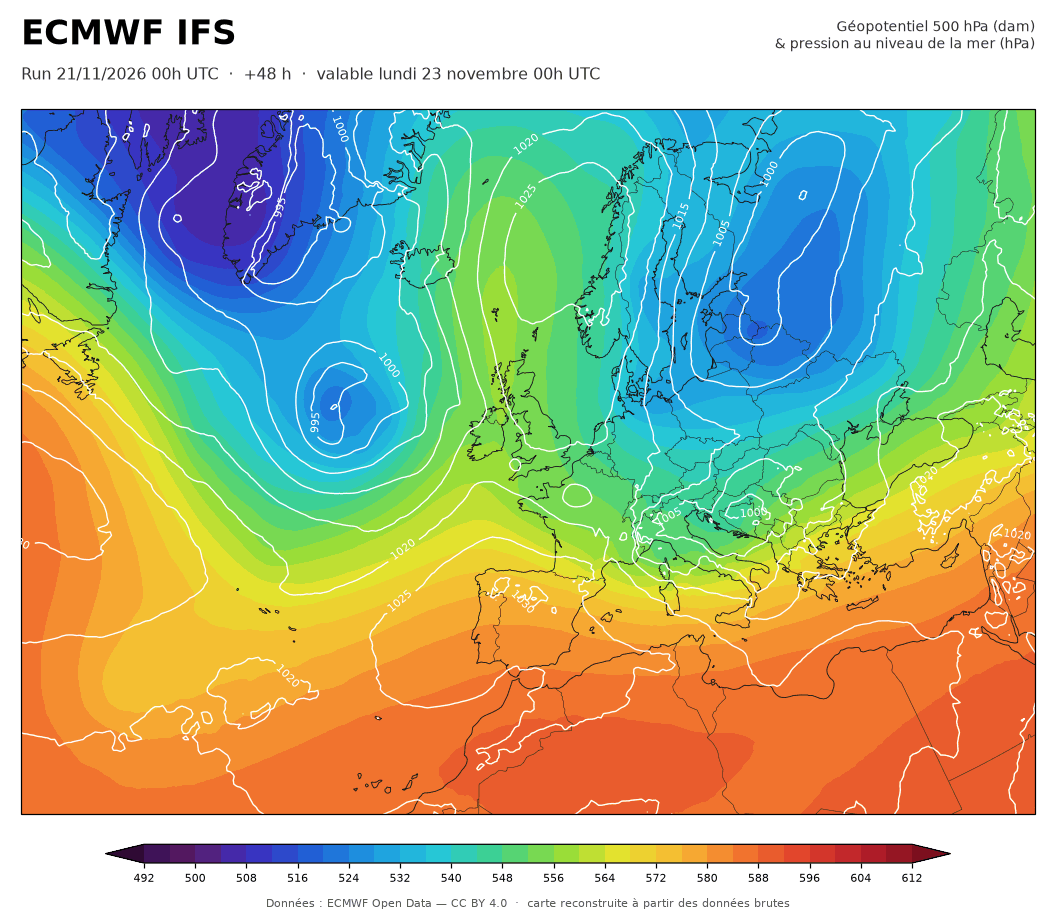 ECMWF IFS
Géopotentiel 500 hPa (dam)
& pression au niveau de la mer (hPa)
Run 21/11/2026 00h UTC · +48 h · valable lundi 23 novembre 00h UTC
1000
1020
1000
1025
995
1015
1005
1000
995
1020
1005
1000
1020
1020
1025
1030
1020
492 500 508 516 524 532 540 548 556 564 572 580 588 596 604 612
Données : ECMWF Open Data — CC BY 4.0 · carte reconstruite à partir des données brutes